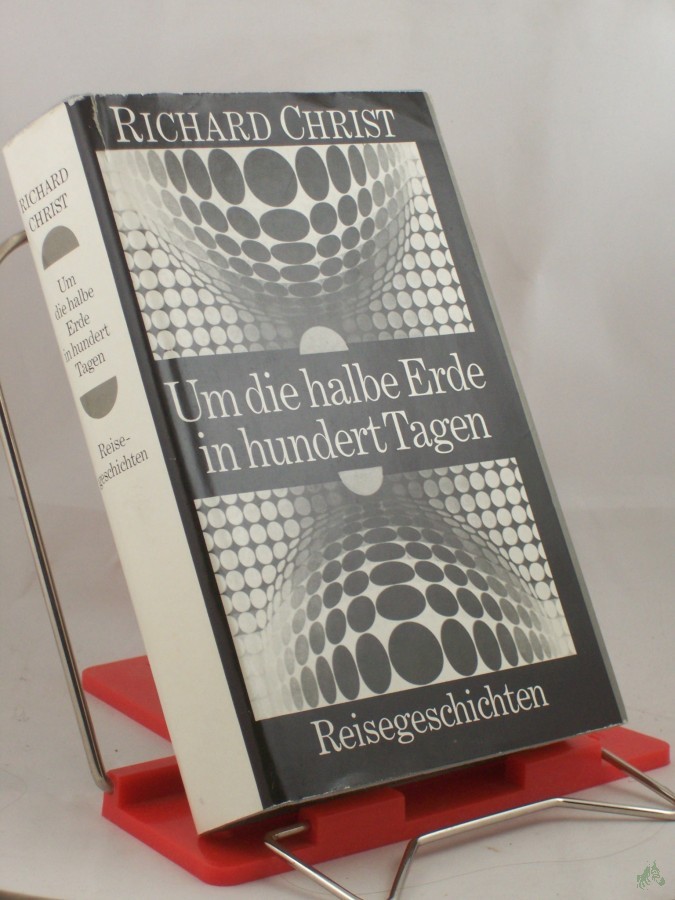 RICHARD CHRIST
Um die halbe Erde
in hundert Tagen
Reisegeschichten
RICHARD
CHRIST
Um
die halbe
Erde
in hundert
Tagen
Reise-
geschichten